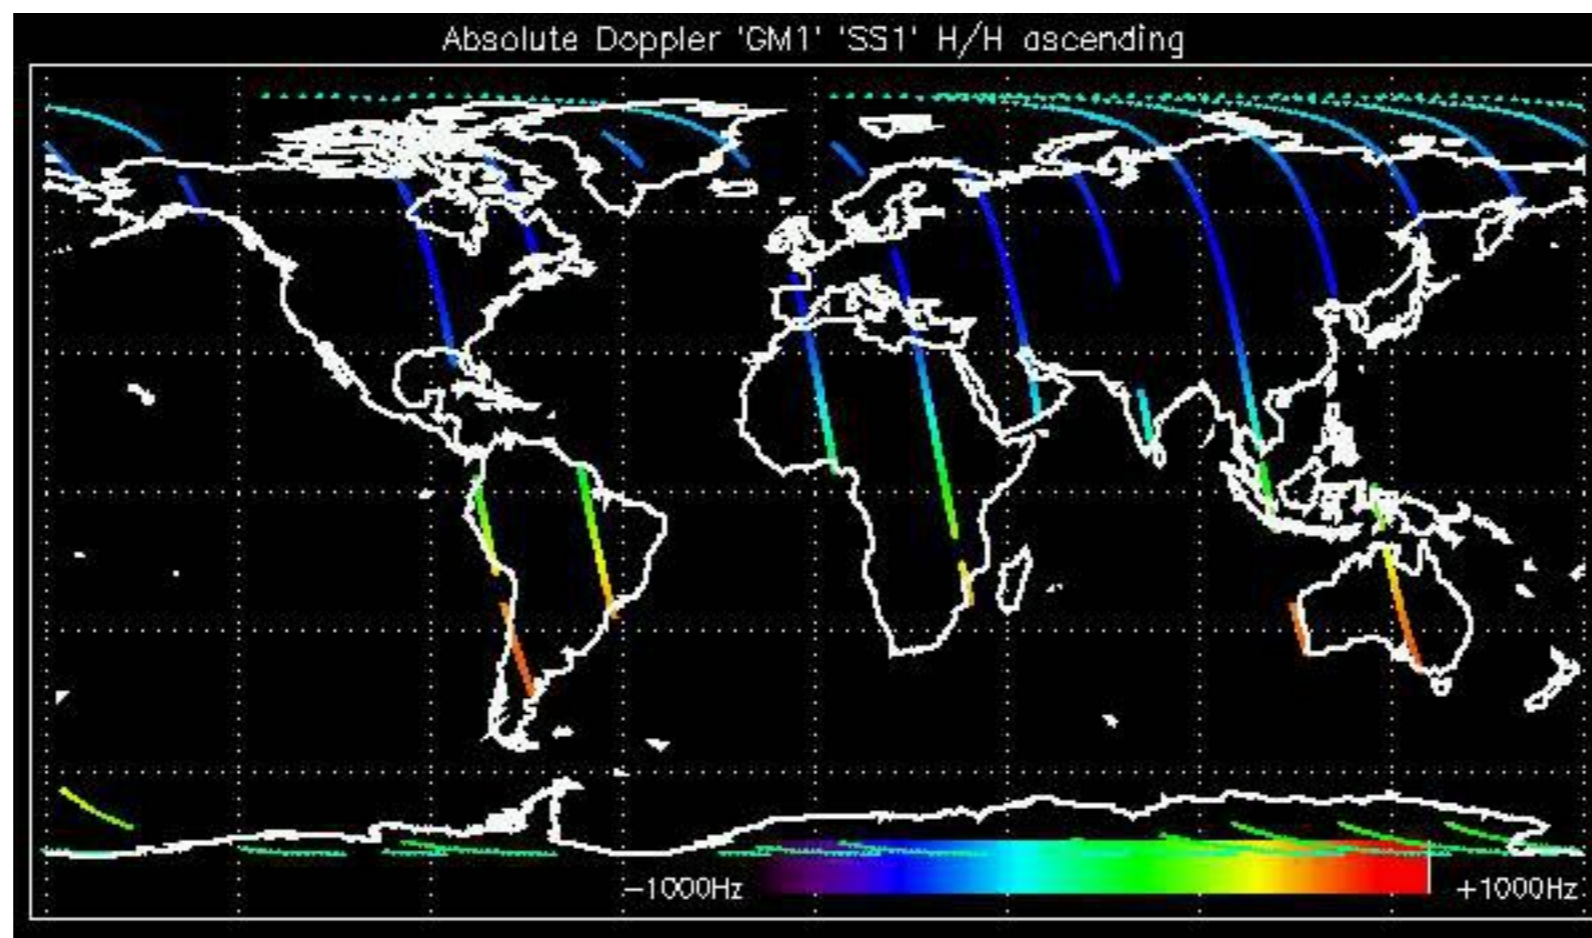 Absolute Doppler 'GM1' 'SS1' H/H ascending
-1000Hz
+1000Hz